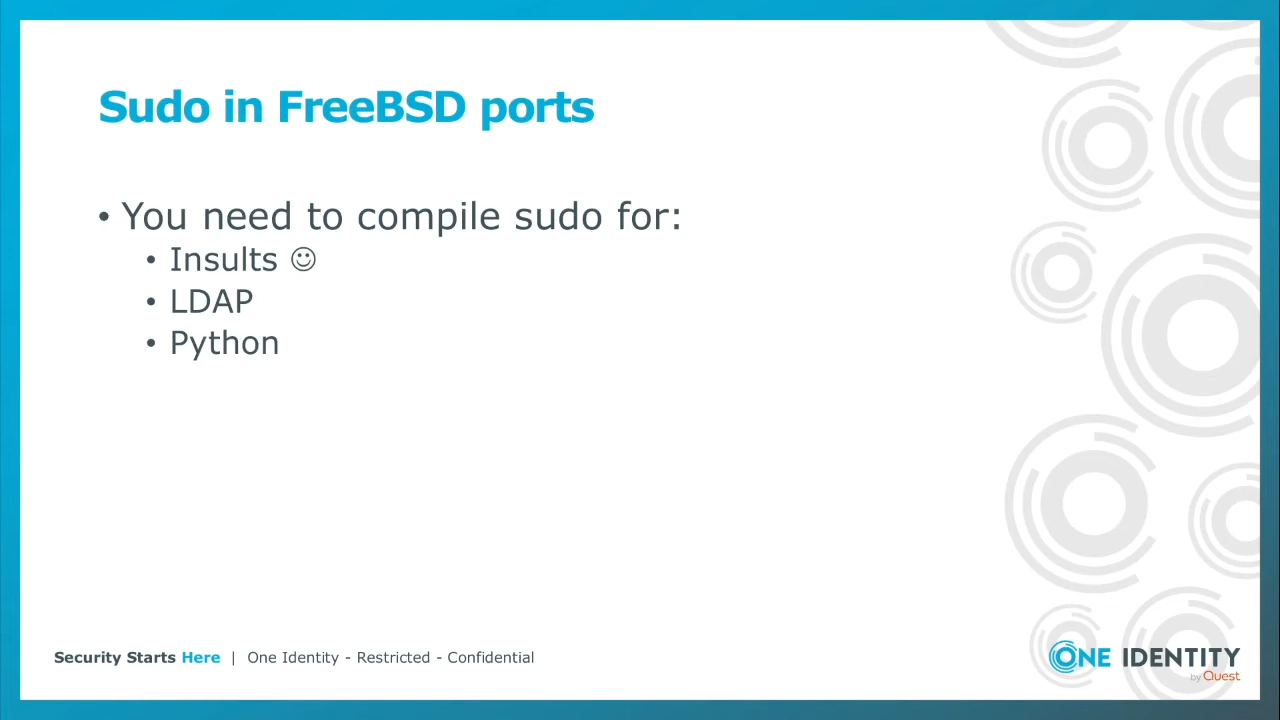 Sudo in FreeBSD ports
• You need to compile sudo for:
• Insults ☺
• LDAP
• Python
Security Starts Here | One Identity - Restricted - Confidential
ONE IDENTITY
by Quest